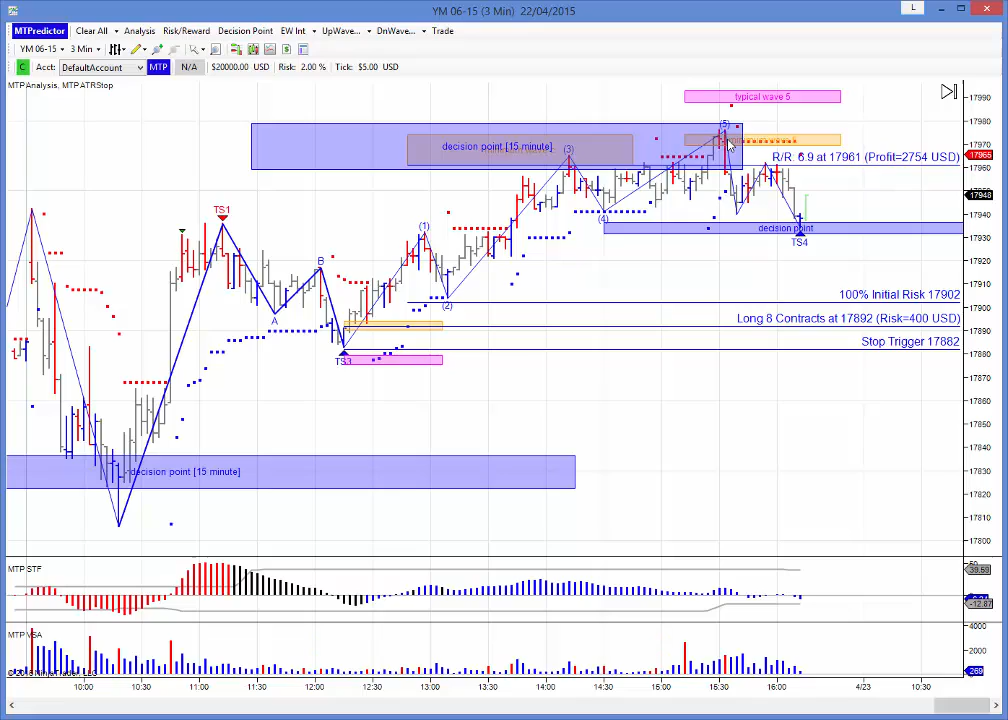 YM 06-15 (3 Min) 22/04/2015
L
MTPredictor Clear All Analysis Risk/Reward Decision Point EW Int UpWave... DnWave... Trade
YM 06-15 3 Min
C Acct: DefaultAccount MTP N/A $20000.00 USD Risk: 2.00 % Tick: $5.00 USD
MTPAnalysis, MTPATRStop
typical wave 5
17990
17980
decision point [15 minute]
(5)
17970
(3)
R/R: 6.9 at 17961 (Profit=2754 USD)
17965
17960
17948
TS1
(4)
17940
(1)
decision point
17930
TS4
B
17920
17910
A
(2)
100% Initial Risk 17902
17900
Long 8 Contracts at 17892 (Risk=400 USD)
17890
TS3
Stop Trigger 17882
17880
17870
17860
17850
17840
decision point [15 minute]
17830
17820
17810
17800
MTP STF
39.59
-12.87
MTP VSA
4000
2000
269
10:00 10:30 11:00 11:30 12:00 12:30 13:00 13:30 14:00 14:30 15:00 15:30 16:00 4/23 10:30